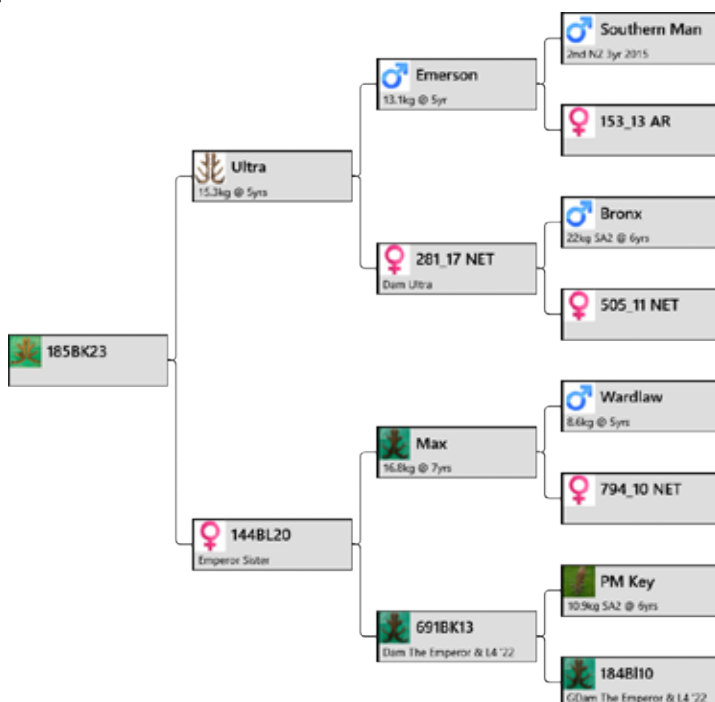 Southern Man
2nd NZ 3yr 2015
Emerson
13.1kg @ 5yr
153_13 AR
Ultra
15.3kg @ 5yrs
Bronx
22kg SA2 @ 6yrs
281_17 NET
Dam Ultra
505_11 NET
185BK23
Wardlaw
8.6kg @ 5yrs
Max
16.8kg @ 7yrs
794_10 NET
144BL20
Emperor Sister
PM Key
10.9kg SA2 @ 6yrs
691BK13
Dam The Emperor & L4 '22
184Bl10
GDam The Emperor & L4 '22